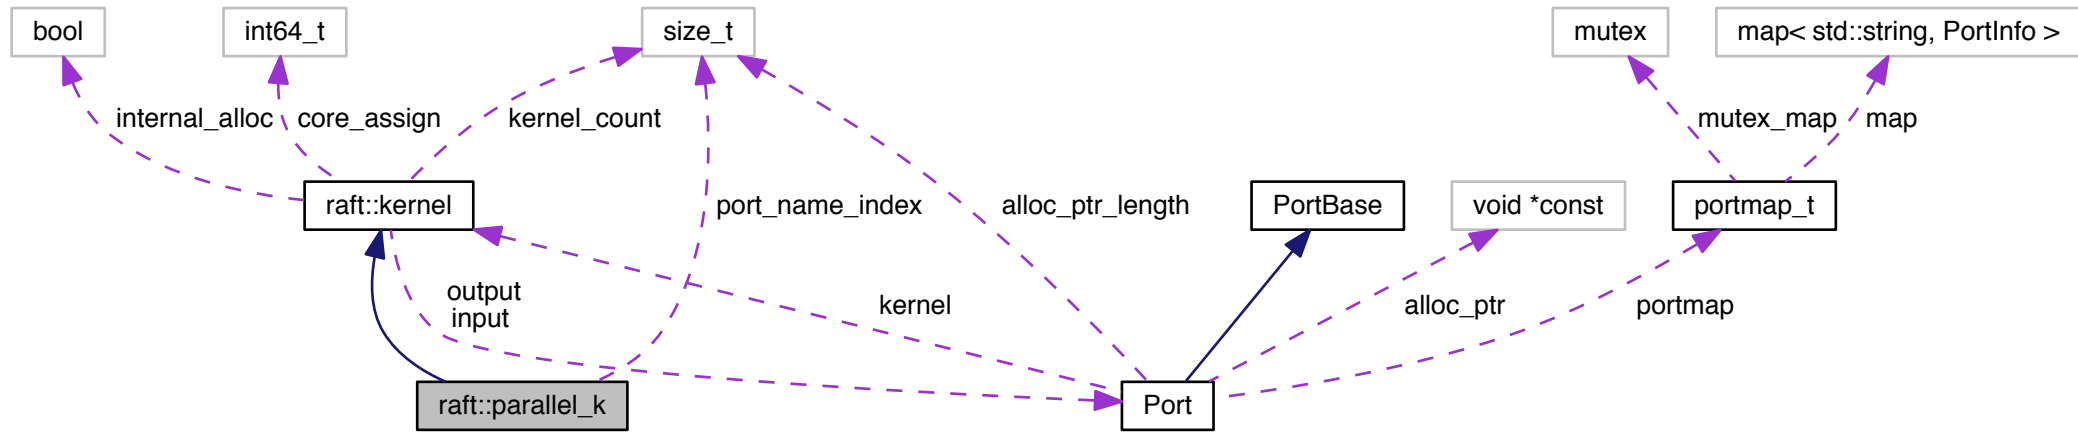 bool
int64_t
size_t
mutex
map< std::string, PortInfo >
internal_alloc
core_assign
kernel_count
mutex_map
map
raft::kernel
port_name_index
alloc_ptr_length
PortBase
void *const
portmap_t
output
input
kernel
alloc_ptr
portmap
raft::parallel_k
Port